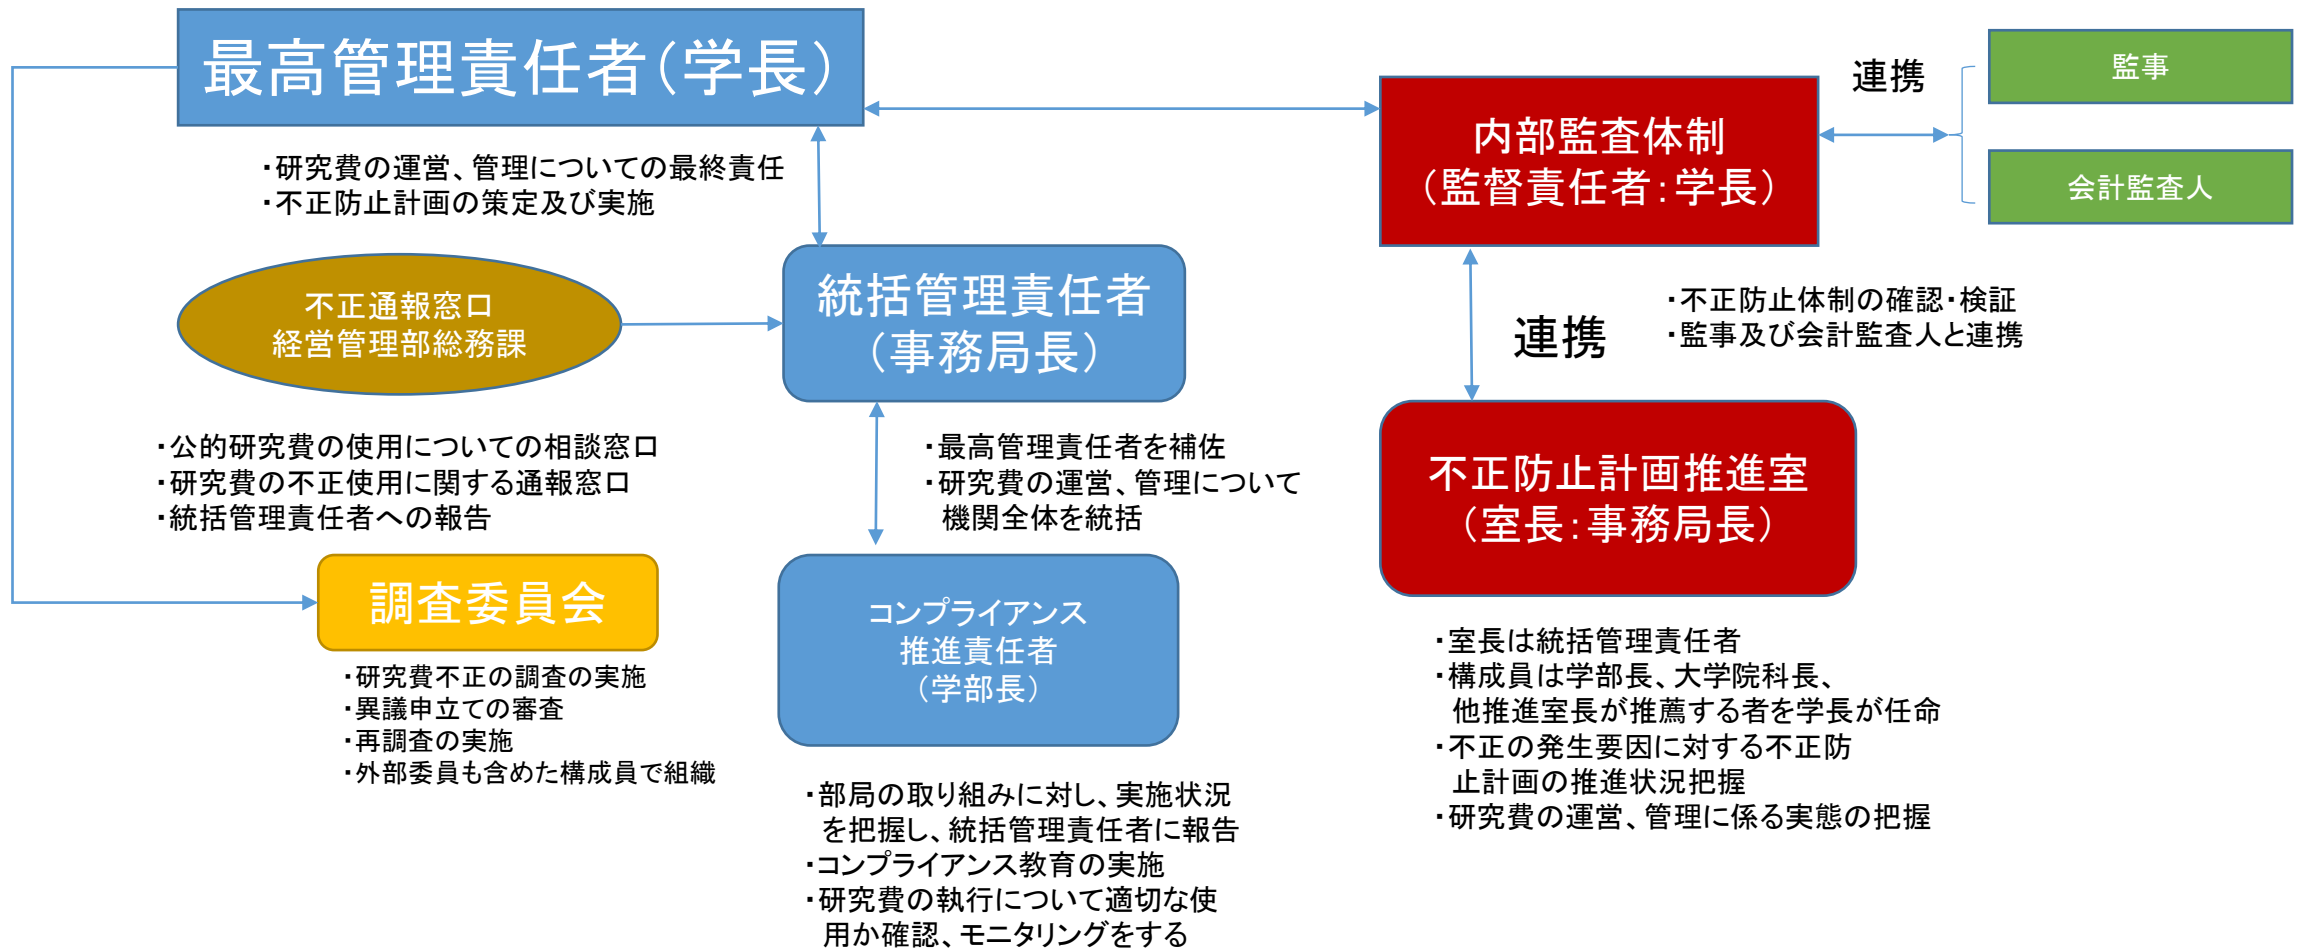 最高管理責任者（学長）
・研究費の運営、管理についての最終責任
・不正防止計画の策定及び実施
不正通報窓口
経営管理部総務課
・公的研究費の使用についての相談窓口
・研究費の不正使用に関する通報窓口
・統括管理責任者への報告
調査委員会
・研究費不正の調査の実施
・異議申立ての審査
・再調査の実施
・外部委員も含めた構成員で組織
統括管理責任者
（事務局長）
・最高管理責任者を補佐
・研究費の運営、管理について
機関全体を統括
コンプライアンス
推進責任者
（学部長）
・部局の取り組みに対し、実施状況
を把握し、統括管理責任者に報告
・コンプライアンス教育の実施
・研究費の執行について適切な使
用か確認、モニタリングをする
内部監査体制
（監督責任者：学長）
連携
監事
会計監査人
・不正防止体制の確認・検証
・監事及び会計監査人と連携
連携
不正防止計画推進室
（室長：事務局長）
・室長は統括管理責任者
・構成員は学部長、大学院科長、
他推進室長が推薦する者を学長が任命
・不正の発生要因に対する不正防
止計画の推進状況把握
・研究費の運営、管理に係る実態の把握